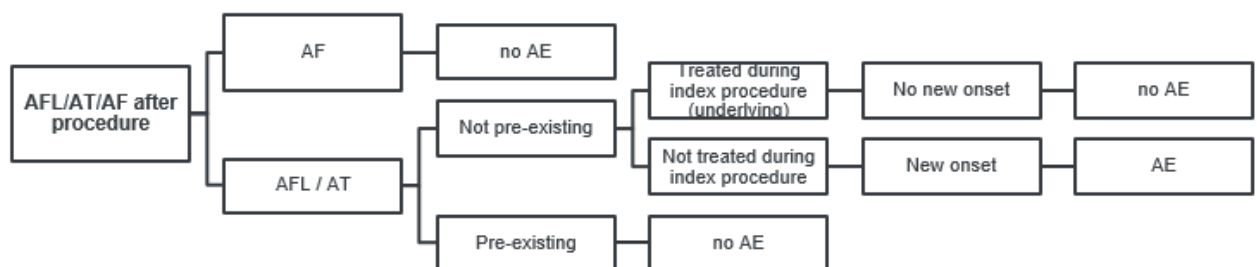 AFL/AT/AF after
procedure
AF
no AE
AFL / AT
Not pre-existing
Treated during
index procedure
(underlying)
No new onset
no AE
Not treated during
index procedure
New onset
AE
Pre-existing
no AE